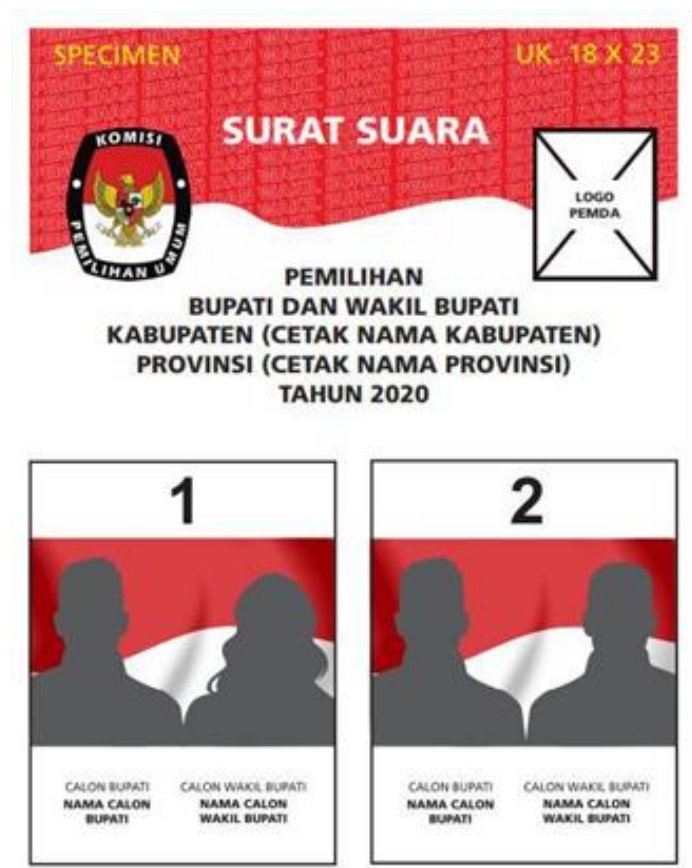 SPECIMEN
UK. 18 X 23
SURAT SUARA
KOMISI
PEMILIHAN UMUM
LOGO
PEMDA
PEMILIHAN
BUPATI DAN WAKIL BUPATI
KABUPATEN (CETAK NAMA KABUPATEN)
PROVINSI (CETAK NAMA PROVINSI)
TAHUN 2020
1
CALON BUPATI
NAMA CALON
BUPATI
CALON WAKIL BUPATI
NAMA CALON
WAKIL BUPATI
2
CALON BUPATI
NAMA CALON
BUPATI
CALON WAKIL BUPATI
NAMA CALON
WAKIL BUPATI